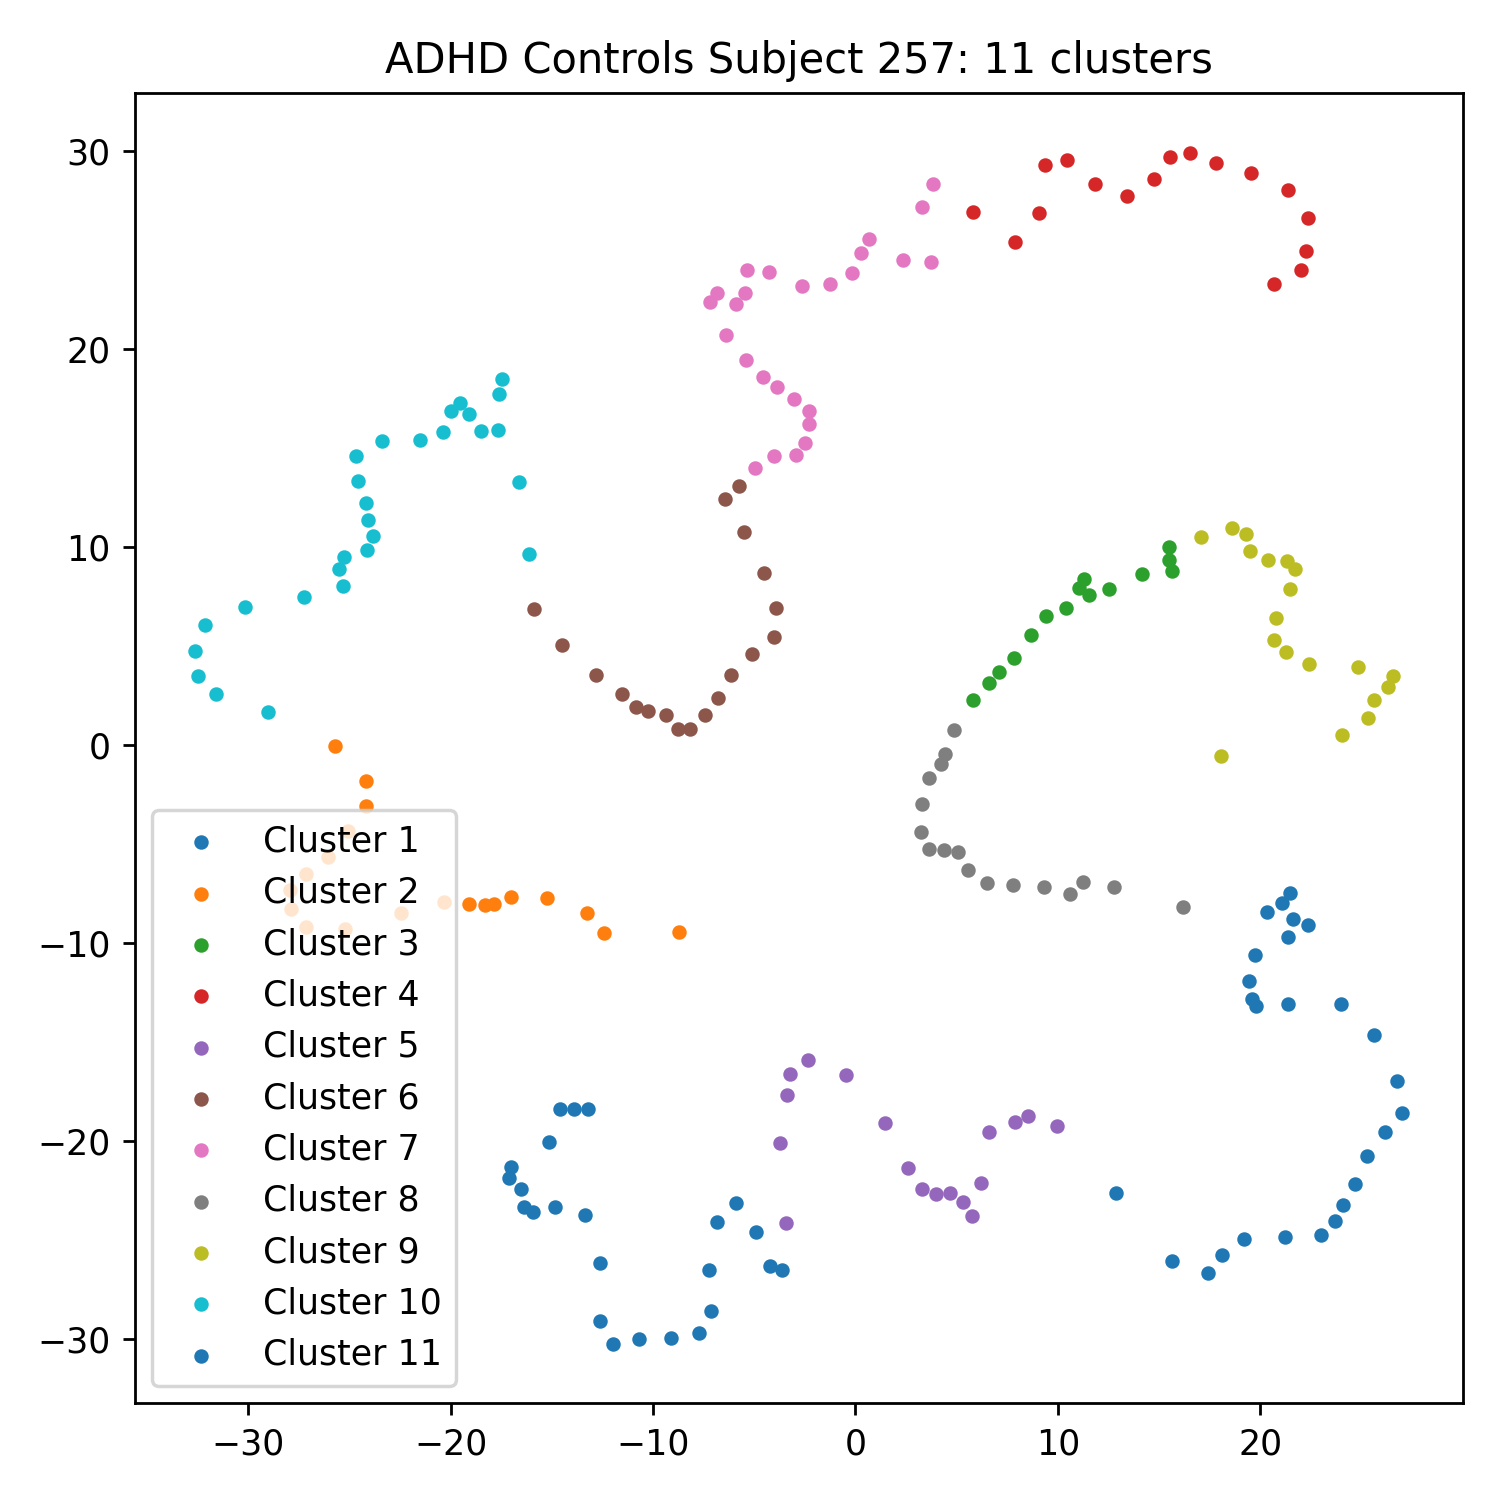 ADHD Controls Subject 257: 11 clusters
30
20
10
0
−10
−20
−30
Cluster 1
Cluster 2
Cluster 3
Cluster 4
Cluster 5
Cluster 6
Cluster 7
Cluster 8
Cluster 9
Cluster 10
Cluster 11
−30 −20 −10 0 10 20